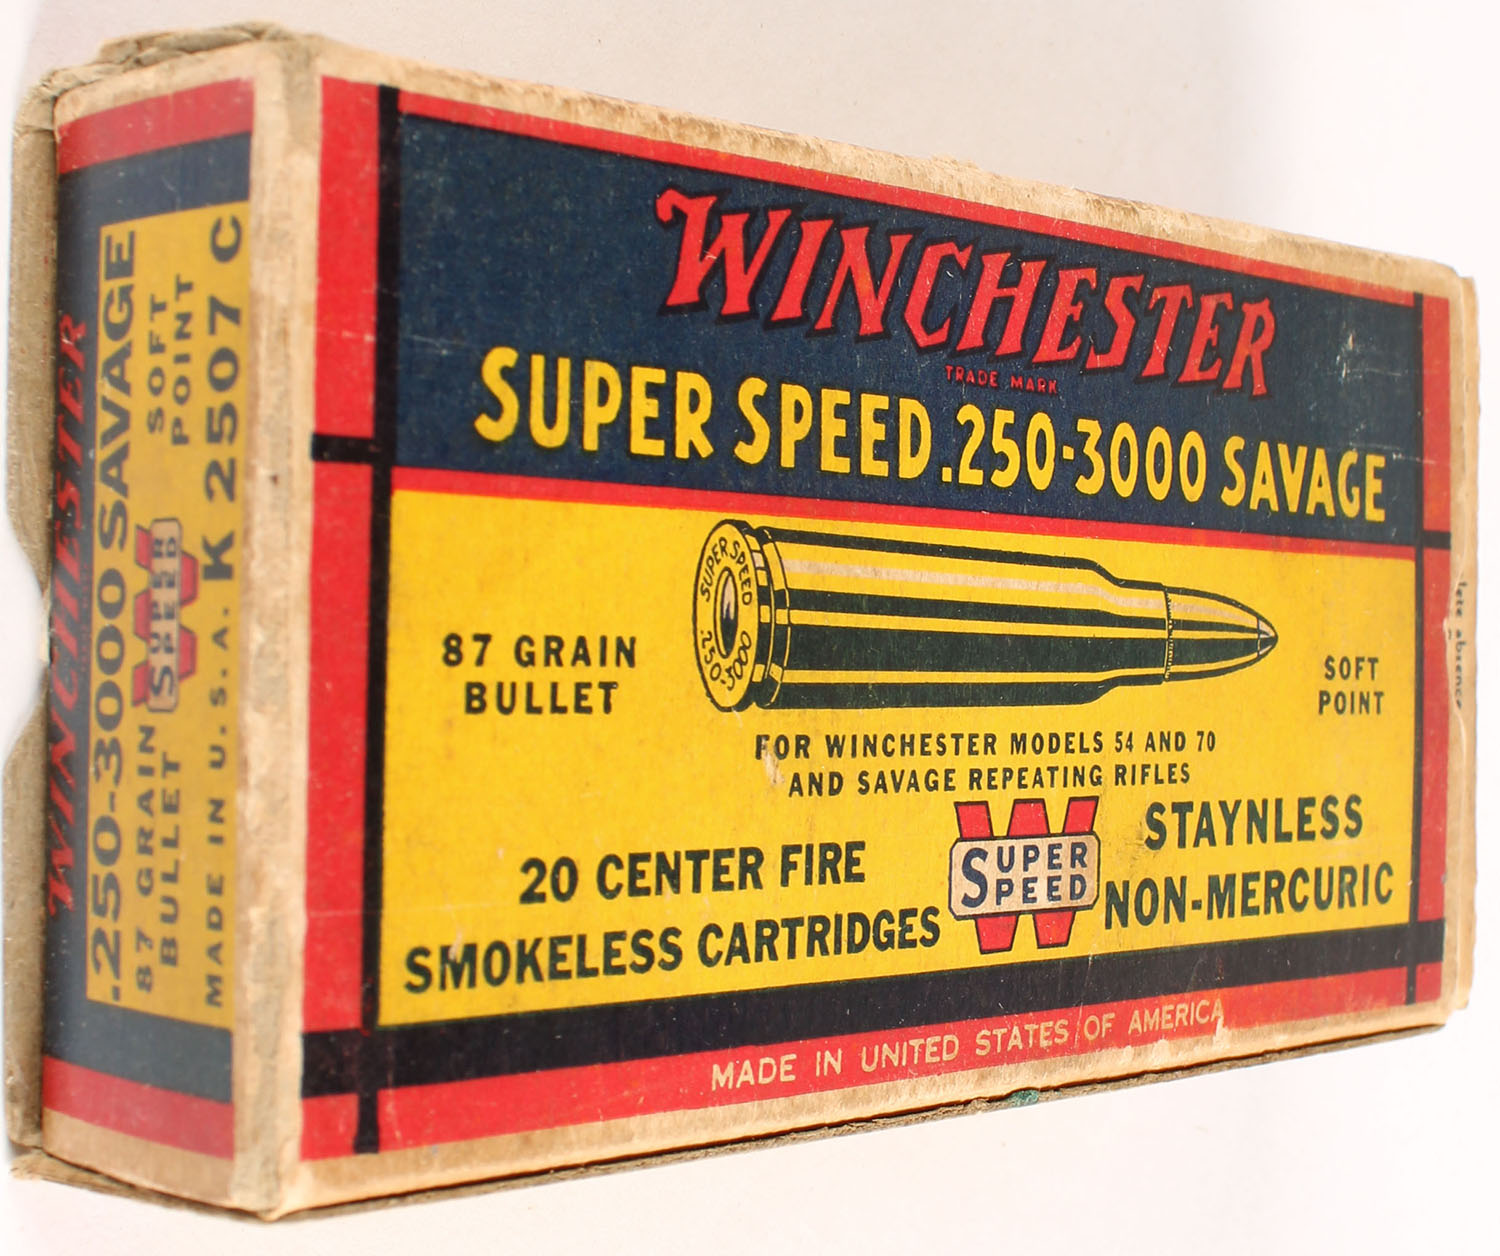 WINCHESTER
TRADE MARK
SUPER SPEED .250-3000 SAVAGE
SUPER SPEED
250-3000
87 GRAIN
BULLET
SOFT
POINT
FOR WINCHESTER MODELS 54 AND 70
AND SAVAGE REPEATING RIFLES
20 CENTER FIRE
SMOKELESS CARTRIDGES
W
SUPER
SPEED
STAYNLESS
NON-MERCURIC
MADE IN UNITED STATES OF AMERICA
WINCHESTER
.250-3000 SAVAGE
87 GRAIN
BULLET
W
SUPER
SPEED
SOFT
POINT
MADE IN U.S.A. K 2507 C
absence